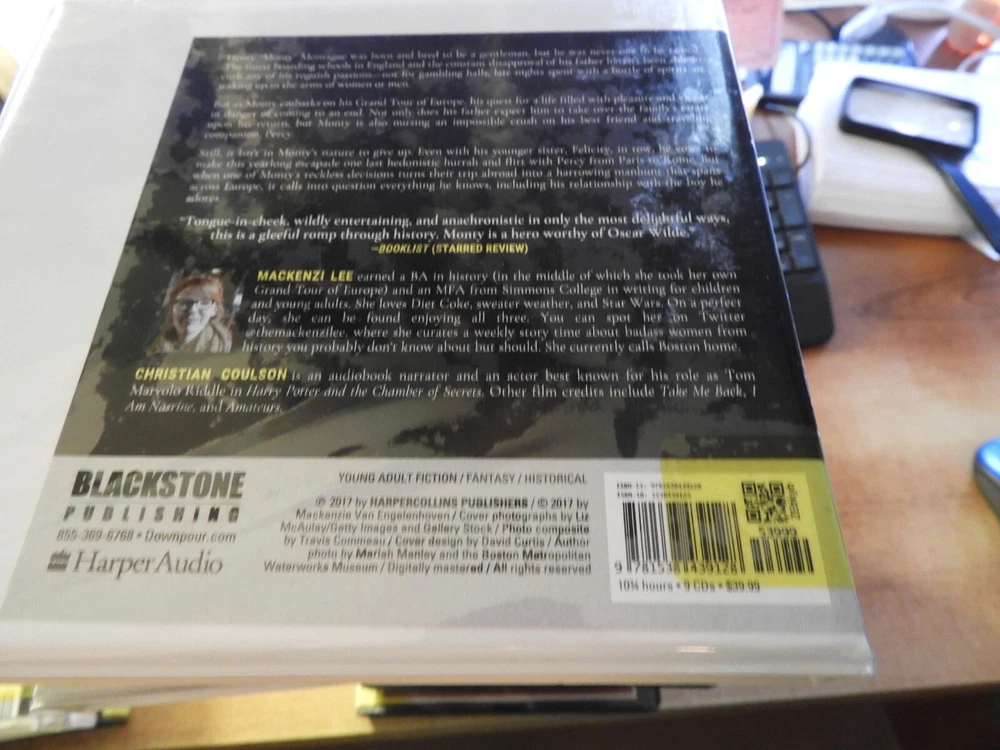 Henry "Monty" Montague was born and bred to be a gentleman, but he was never one to be tamed.
The finest boarding schools in England and the constant disapproval of his father haven't been able to
curb any of his roguish passions—not for gambling halls, late nights spent with a bottle of spirits, or
waking up in the arms of women or men.
But as Monty embarks on his Grand Tour of Europe, his quest for a life filled with pleasure and vice is
in danger of coming to an end. Not only does his father expect him to take over the family's estate
upon his return, but Monty is also nursing an impossible crush on his best friend and traveling
companion, Percy.
Still, it isn't in Monty's nature to give up. Even with his younger sister, Felicity, in tow, he vows to
make this yearlong escapade one last hedonistic hurrah and flirt with Percy from Paris to Rome. But
when one of Monty's reckless decisions turns their trip abroad into a harrowing manhunt that spans
across Europe, it calls into question everything he knows, including his relationship with the boy he
adores.
"Tongue-in-cheek, wildly entertaining, and anachronistic in only the most delightful ways,
this is a gleeful romp through history. Monty is a hero worthy of Oscar Wilde."
—BOOKLIST (STARRED REVIEW)
MACKENZI LEE earned a BA in history (in the middle of which she took her own
Grand Tour of Europe) and an MFA from Simmons College in writing for children
and young adults. She loves Diet Coke, sweater weather, and Star Wars. On a perfect
day, she can be found enjoying all three. You can spot her on Twitter
@themackenzilee, where she curates a weekly story time about badass women from
history you probably don't know about but should. She currently calls Boston home.
CHRISTIAN COULSON is an audiobook narrator and an actor best known for his role as Tom
Marvolo Riddle in Harry Potter and the Chamber of Secrets. Other film credits include Take Me Back, I
Am Nasrine, and Amateurs.
BLACKSTONE
PUBLISHING
855-369-6768 • Downpour.com
HarperAudio
YOUNG ADULT FICTION / FANTASY / HISTORICAL
℗ 2017 by HARPERCOLLINS PUBLISHERS / © 2017 by
Mackenzie Van Engelenhoven / Cover photographs by Liz
McAulay/Getty Images and Gallery Stock / Photo composite
by Travis Commeau / Cover design by David Curtis / Author
photo by Mariah Manley and the Boston Metropolitan
Waterworks Museum / Digitally mastered / All rights reserved
ISBN-13: 9781538439128
53999
9 781538 439128
10¾ hours • 9 CDs • $39.99